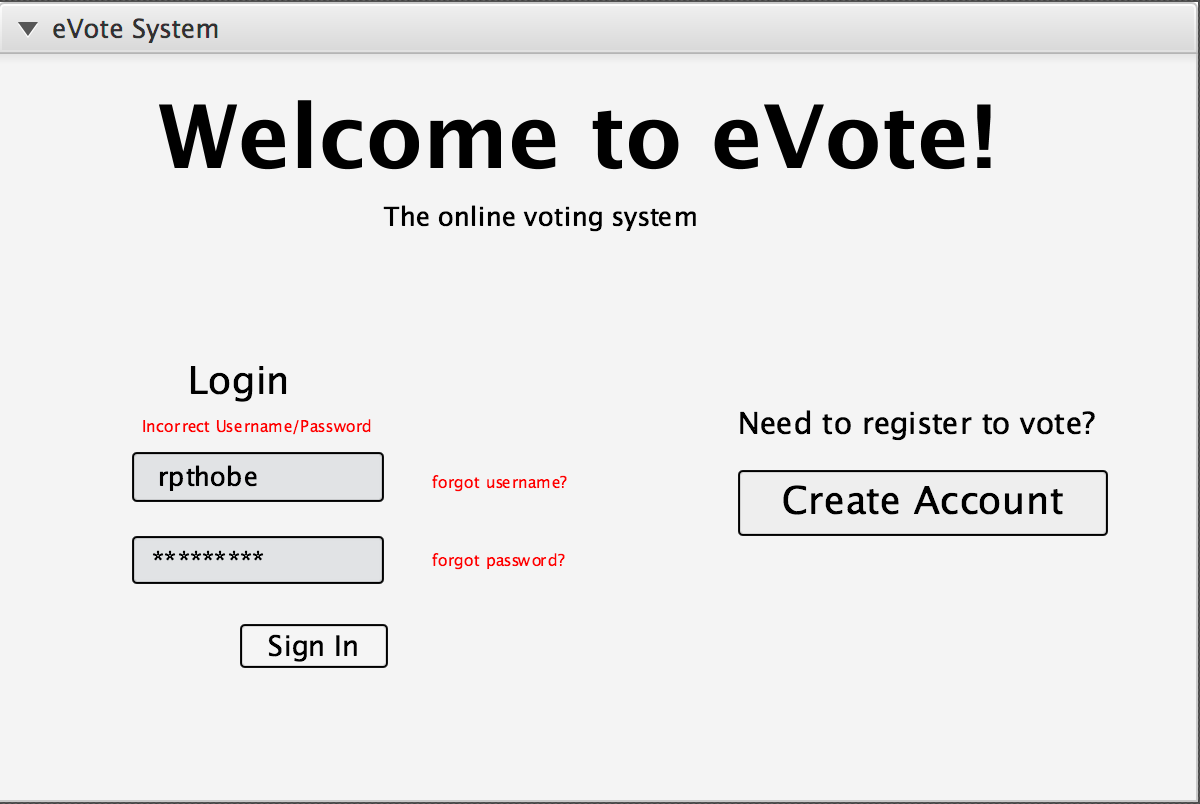 eVote System
Welcome to eVote!
The online voting system
Login
Incorrect Username/Password
rpthobe
forgot username?
*********
forgot password?
Sign In
Need to register to vote?
Create Account